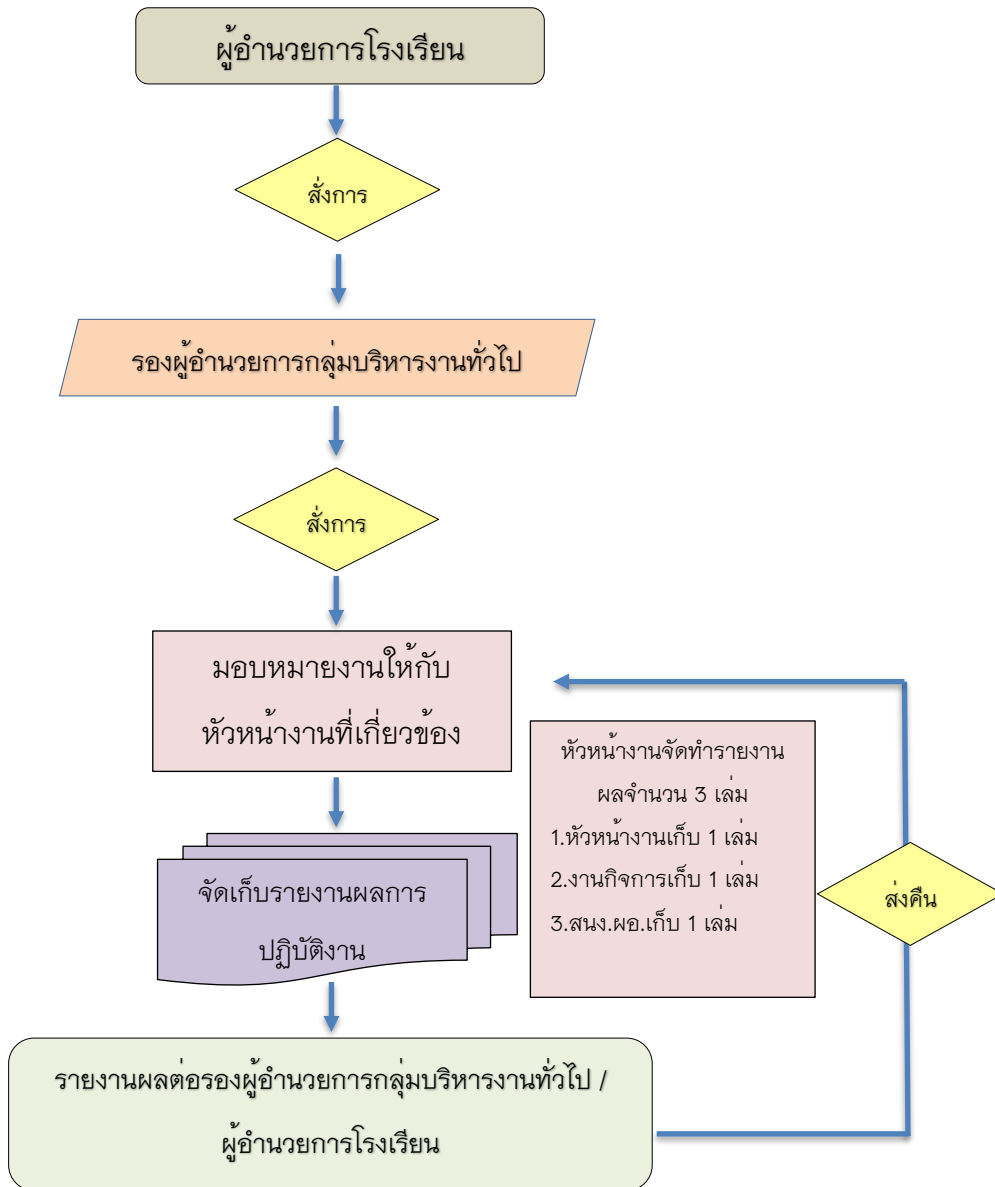 ผู้อำนวยการโรงเรียน
สั่งการ
รองผู้อำนวยการกลุ่มบริหารงานทั่วไป
สั่งการ
มอบหมายงานให้กับ
หัวหน้างานที่เกี่ยวข้อง
หัวหน้างานจัดทำรายงาน
ผลจำนวน 3 เล่ม
1.หัวหน้างานเก็บ 1 เล่ม
2.งานกิจการเก็บ 1 เล่ม
3.สนง.ผอ.เก็บ 1 เล่ม
ส่งคืน
จัดเก็บรายงานผลการ
ปฏิบัติงาน
รายงานผลต่อรองผู้อำนวยการกลุ่มบริหารงานทั่วไป /
ผู้อำนวยการโรงเรียน